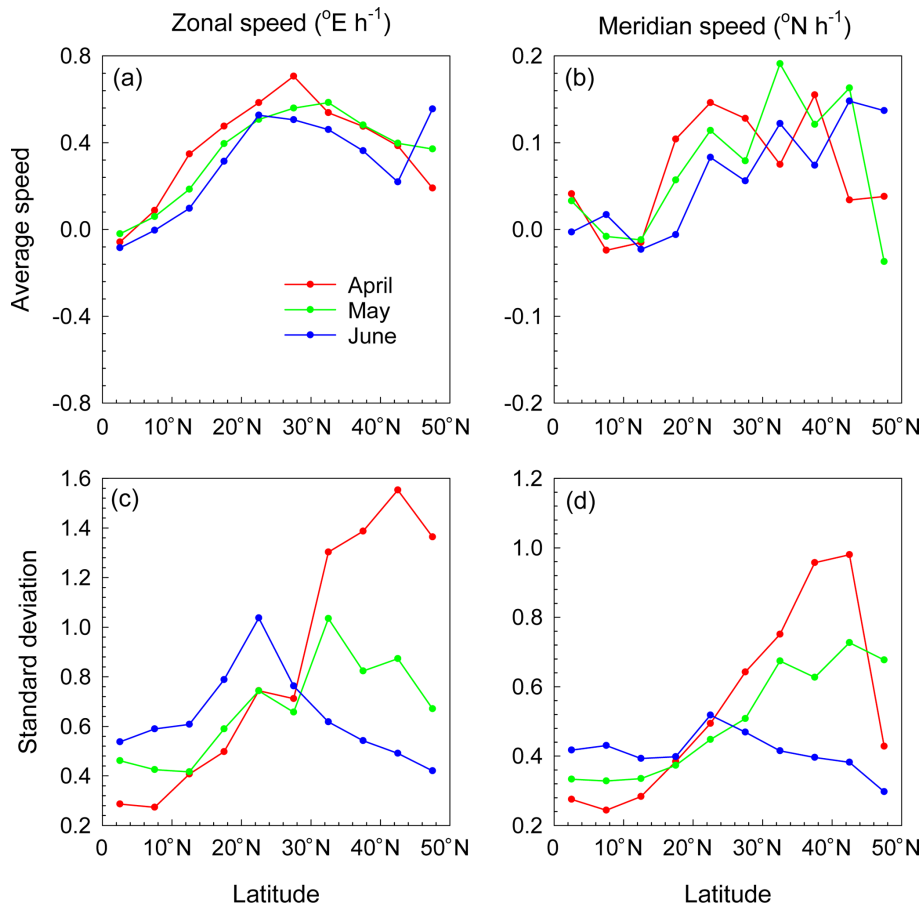 Zonal speed (°E h⁻¹)
Meridian speed (°N h⁻¹)
(a)
0.8
0.4
0.0
-0.4
-0.8
Average speed
April
May
June
0 10°N 20°N 30°N 40°N 50°N
(b)
0.2
0.1
0.0
-0.1
-0.2
0 10°N 20°N 30°N 40°N 50°N
(c)
1.6
1.4
1.2
1.0
0.8
0.6
0.4
0.2
Standard deviation
0 10°N 20°N 30°N 40°N 50°N
Latitude
(d)
1.2
1.0
0.8
0.6
0.4
0.2
0 10°N 20°N 30°N 40°N 50°N
Latitude